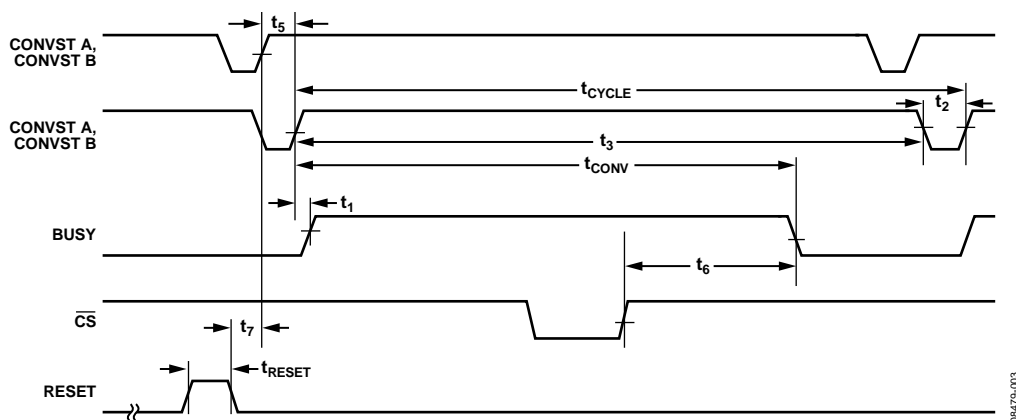 t5
CONVST A,
CONVST B
tCYCLE
t2
CONVST A,
CONVST B
t3
tCONV
t1
BUSY
t6
CS
t7
tRESET
RESET
08479-003